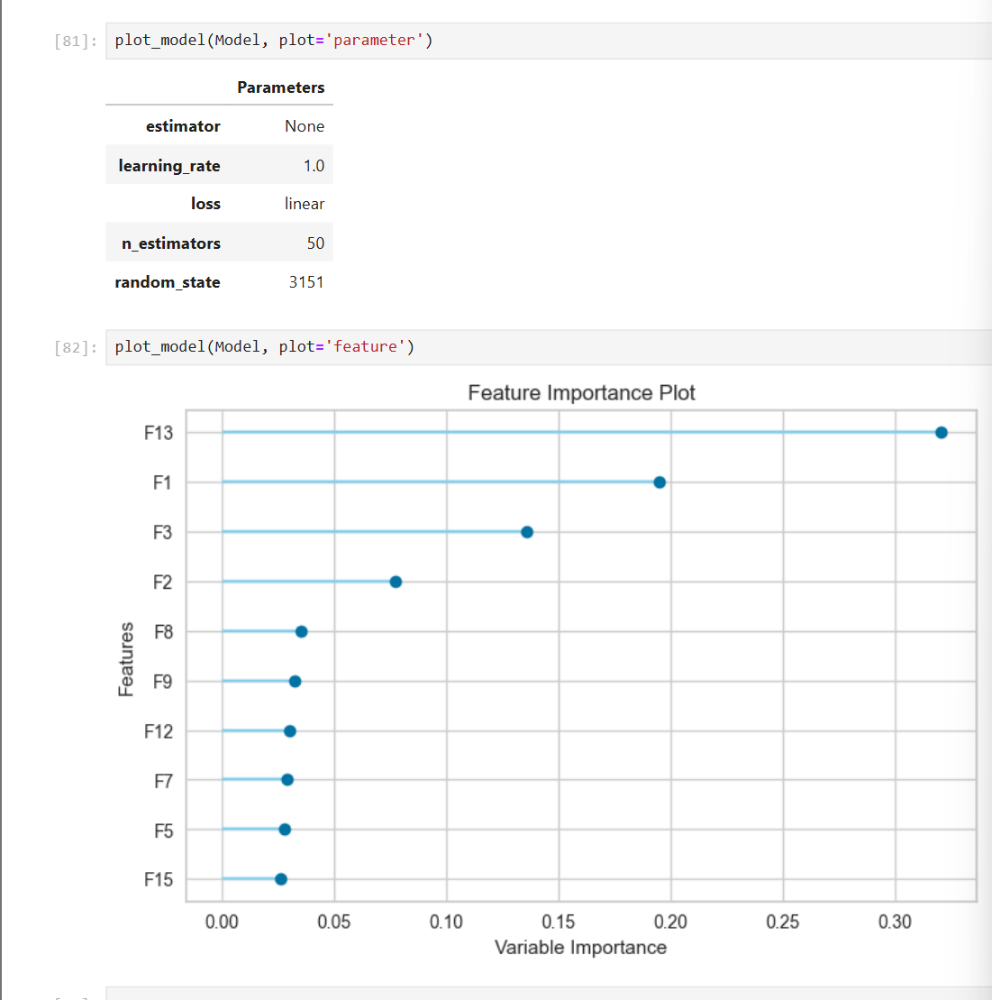 [81]: plot_model(Model, plot='parameter')
Parameters
estimator None
learning_rate 1.0
loss linear
n_estimators 50
random_state 3151
[82]: plot_model(Model, plot='feature')
Feature Importance Plot
F13
F1
F3
F2
F8
F9
F12
F7
F5
F15
Features
0.00 0.05 0.10 0.15 0.20 0.25 0.30
Variable Importance